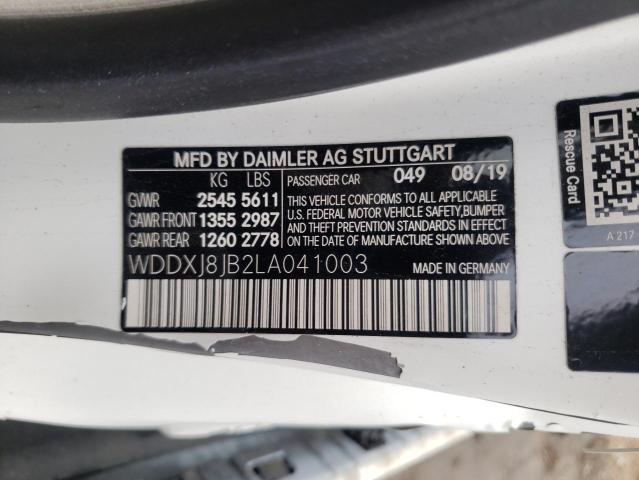 MFD BY DAIMLER AG STUTTGART
KG LBS
GVWR 2545 5611
GAWR FRONT 1355 2987
GAWR REAR 1260 2778
PASSENGER CAR 049 08/19
THIS VEHICLE CONFORMS TO ALL APPLICABLE
U.S. FEDERAL MOTOR VEHICLE SAFETY, BUMPER
AND THEFT PREVENTION STANDARDS IN EFFECT
ON THE DATE OF MANUFACTURE SHOWN ABOVE.
WDDXJ8JB2LA041003 MADE IN GERMANY
Rescue Card
A 217